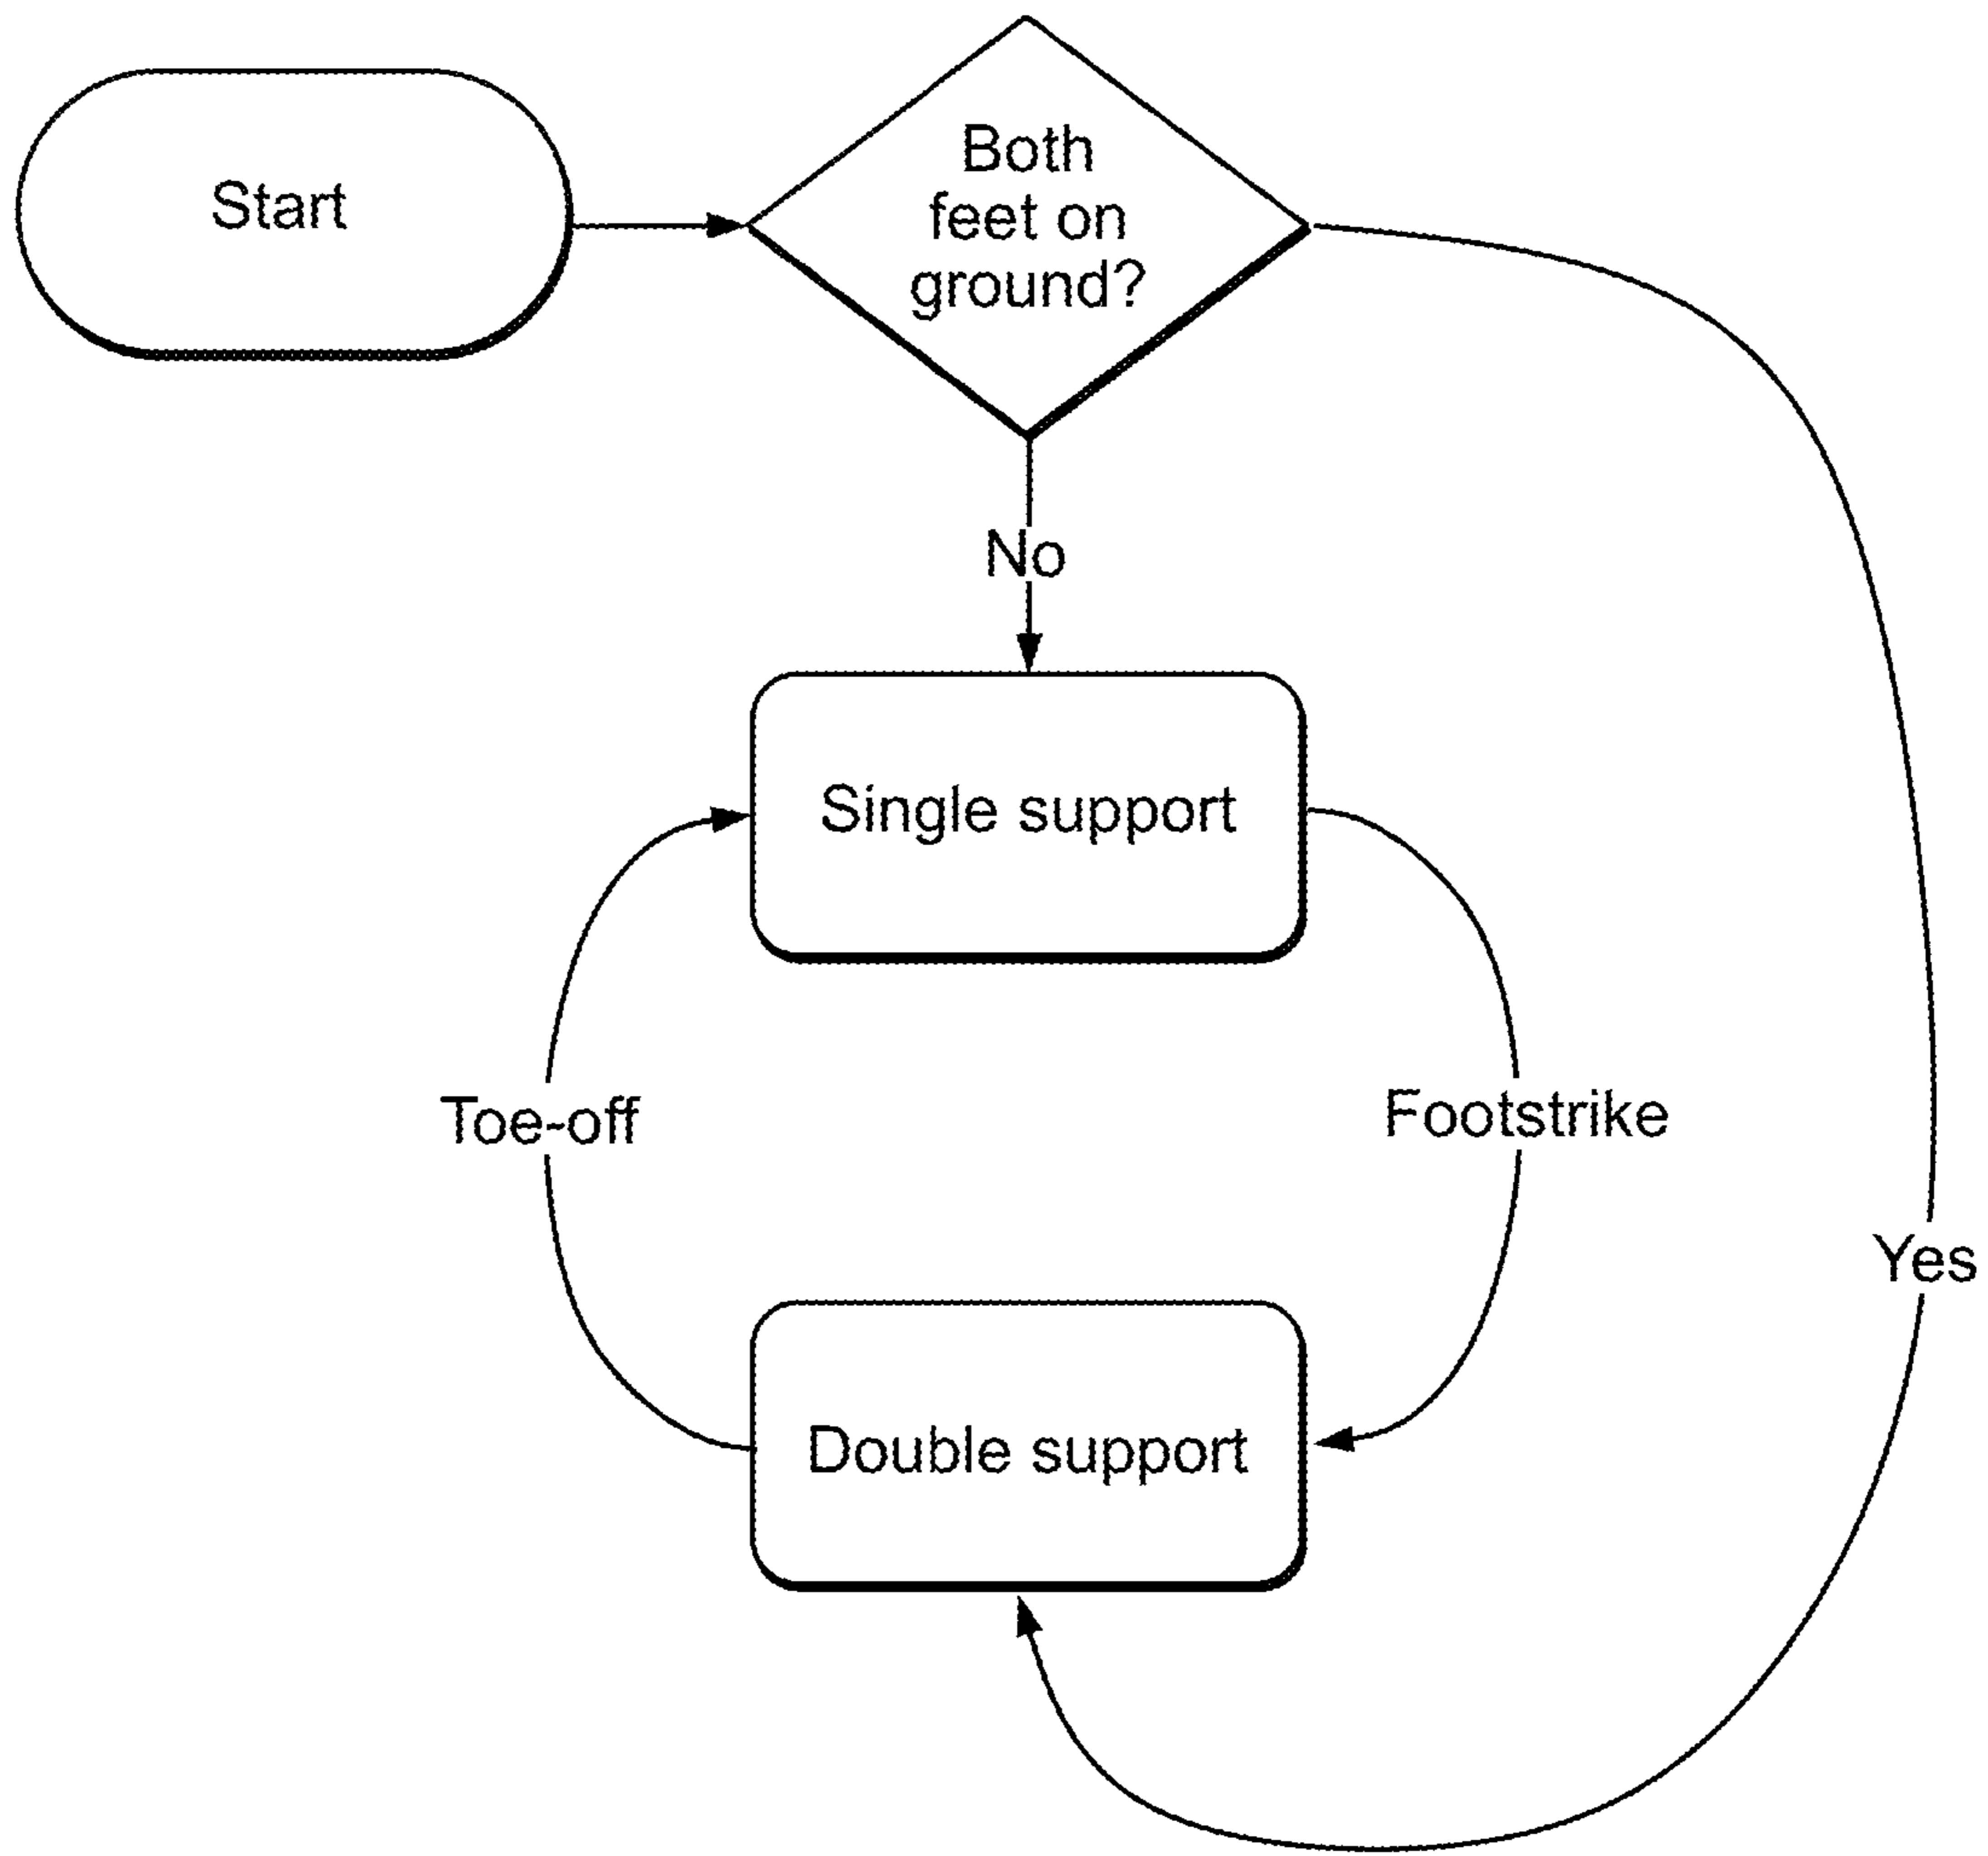 Start
Both
feet on
ground?
No
Single support
Toe-off
Footstrike
Yes
Double support